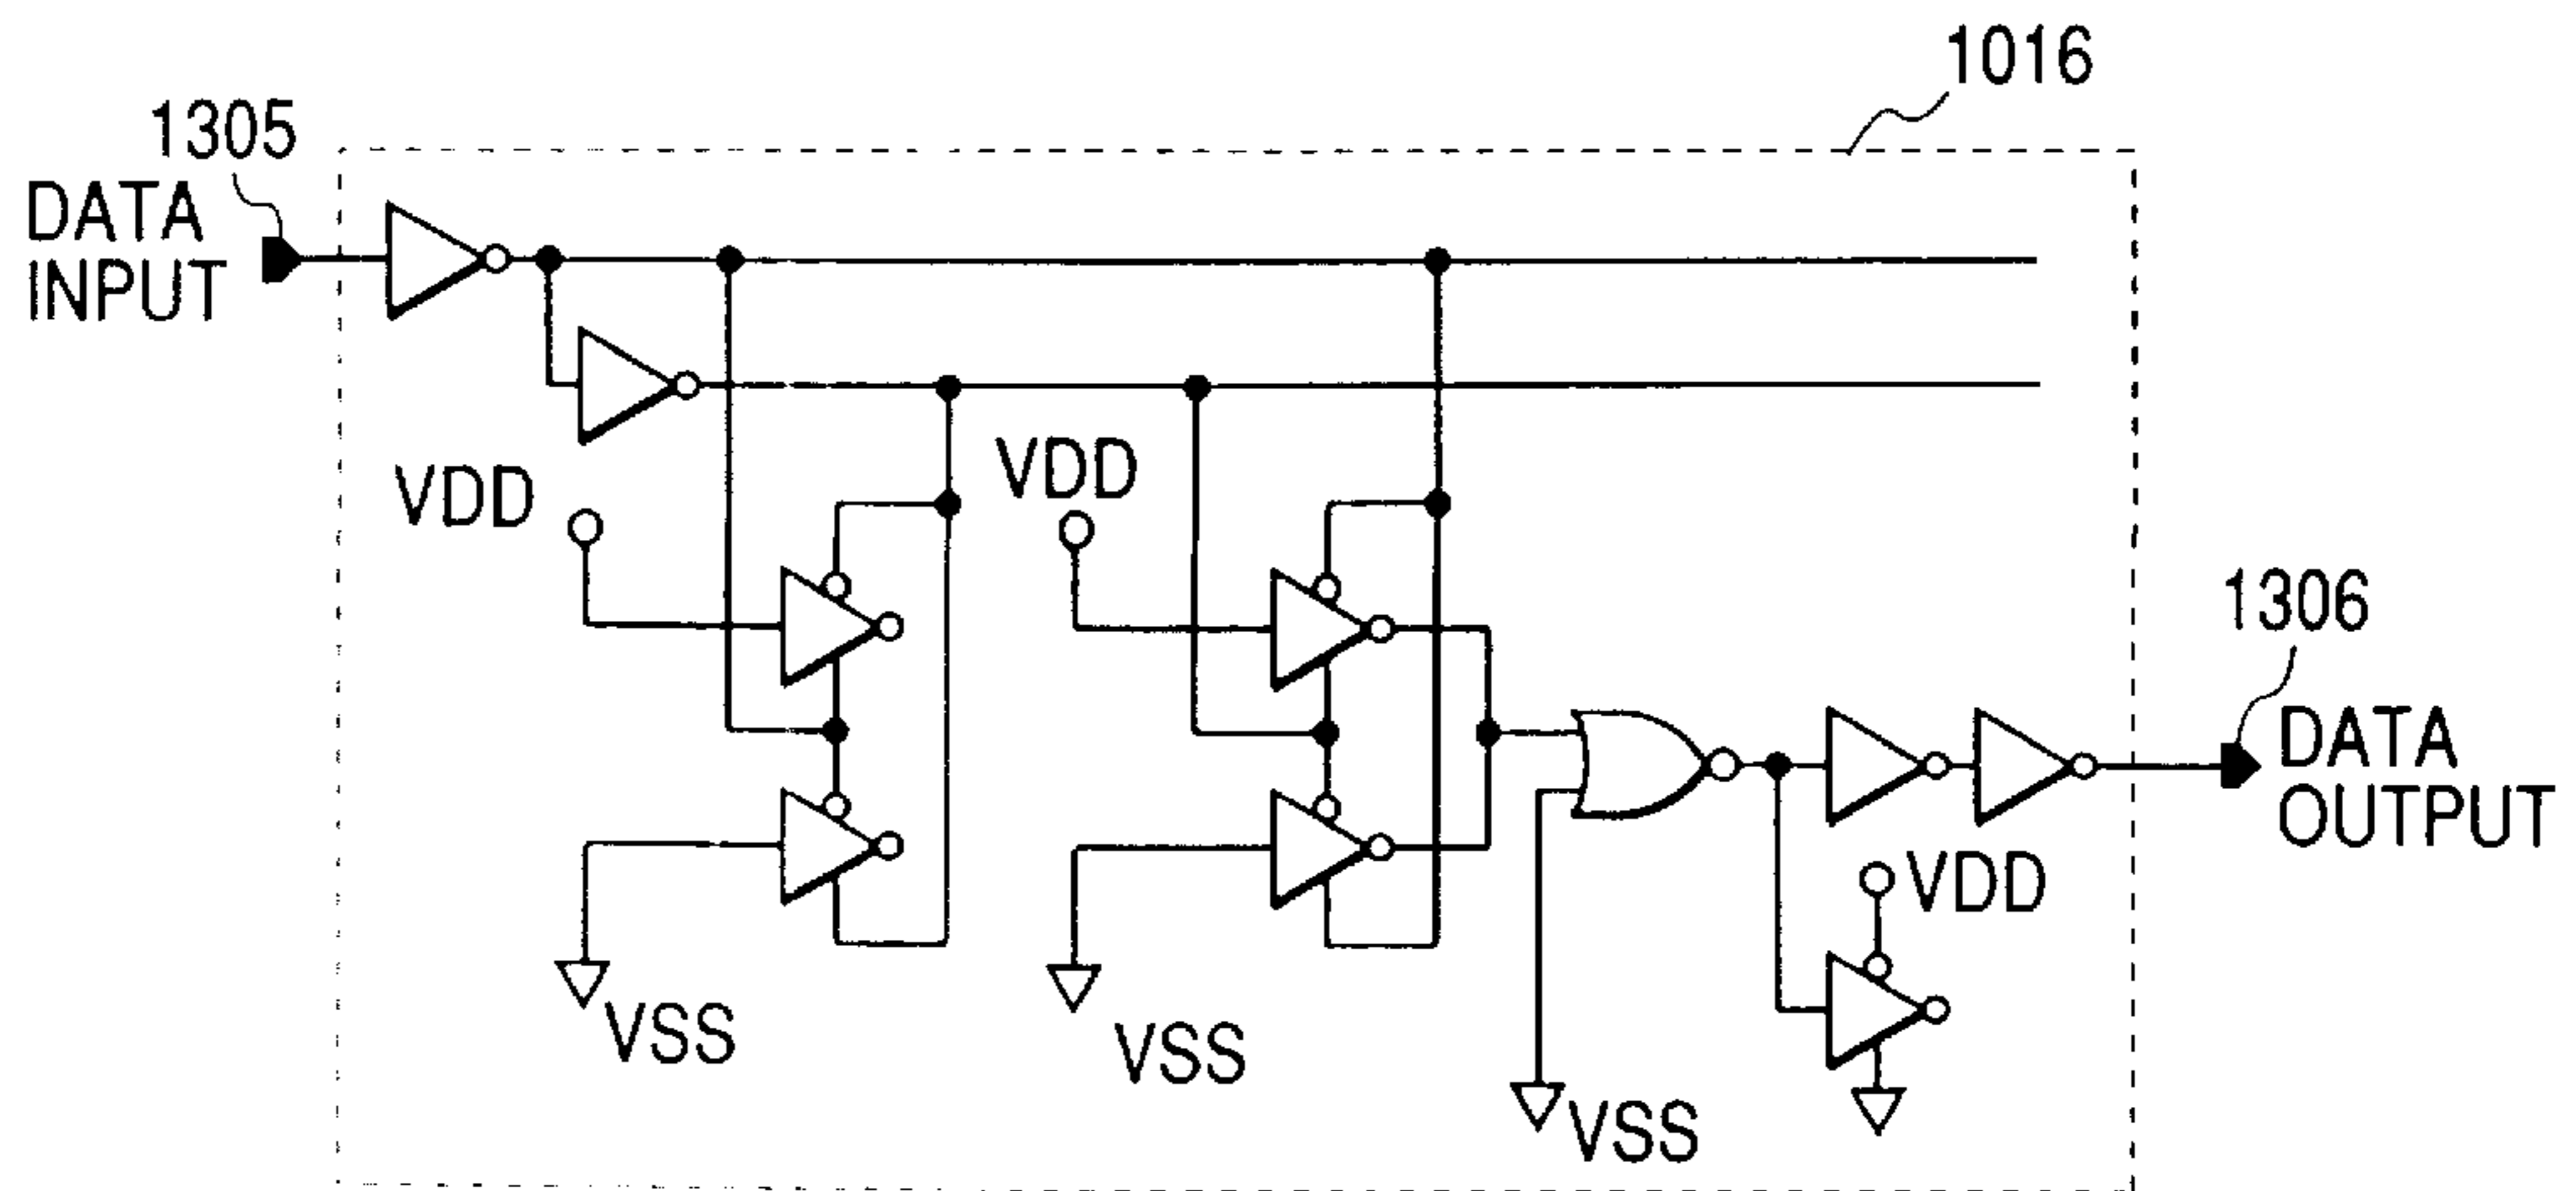 1016
1305
DATA
INPUT
VDD
VDD
1306
DATA
OUTPUT
VDD
VSS
VSS
VSS